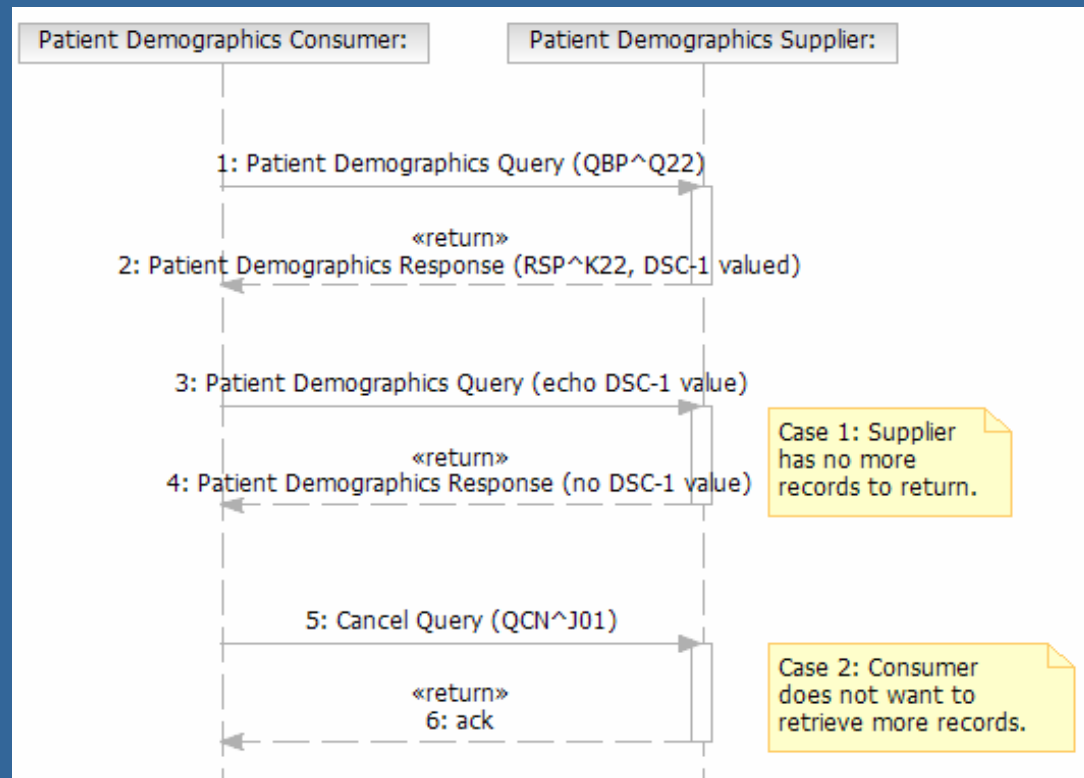 Patient Demographics Consumer:
Patient Demographics Supplier:
1: Patient Demographics Query (QBP^Q22)
«return»
2: Patient Demographics Response (RSP^K22, DSC-1 valued)
3: Patient Demographics Query (echo DSC-1 value)
«return»
4: Patient Demographics Response (no DSC-1 value)
Case 1: Supplier
has no more
records to return.
5: Cancel Query (QCN^J01)
«return»
6: ack
Case 2: Consumer
does not want to
retrieve more records.